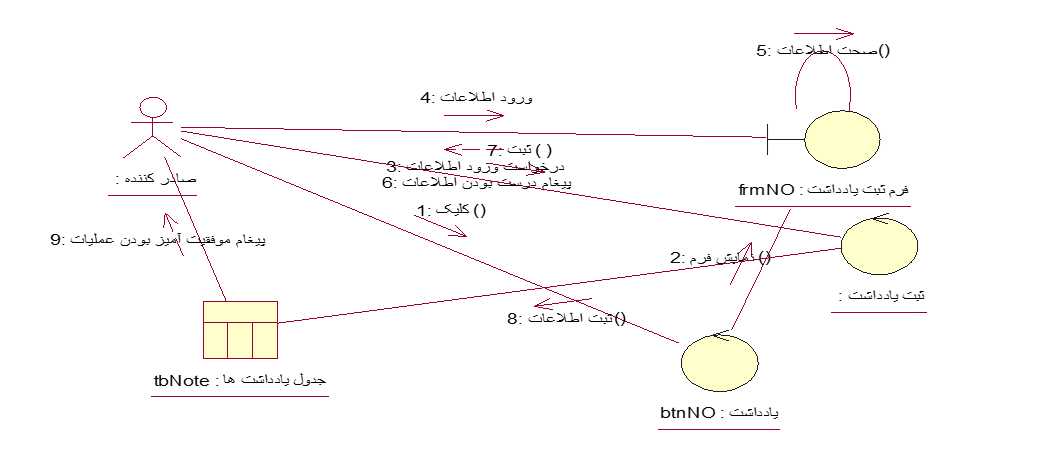 5: صحت اطلاعات()
4: ورود اطلاعات
7: ثبت ( )
3: درخواست ورود اطلاعات
6: پیغام درست بودن اطلاعات
صادر کننده :
frmNO : فرم ثبت یادداشت
1: کلیک ()
9: پیغام موفقیت آمیز بودن عملیات
2: نمایش فرم()
ثبت یادداشت :
8: ثبت اطلاعات()
tbNote : جدول یادداشت ها
btnNO : یادداشت